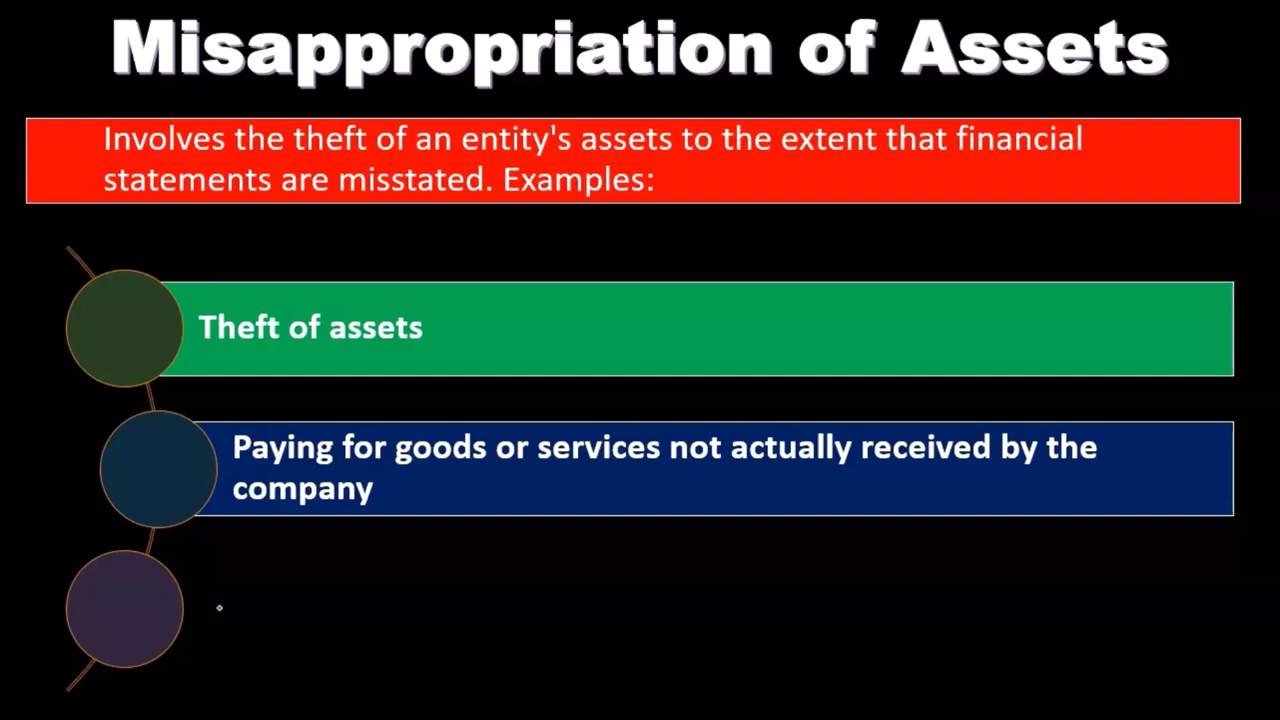 Misappropriation of Assets
Involves the theft of an entity's assets to the extent that financial
statements are misstated. Examples:
Theft of assets
Paying for goods or services not actually received by the
company